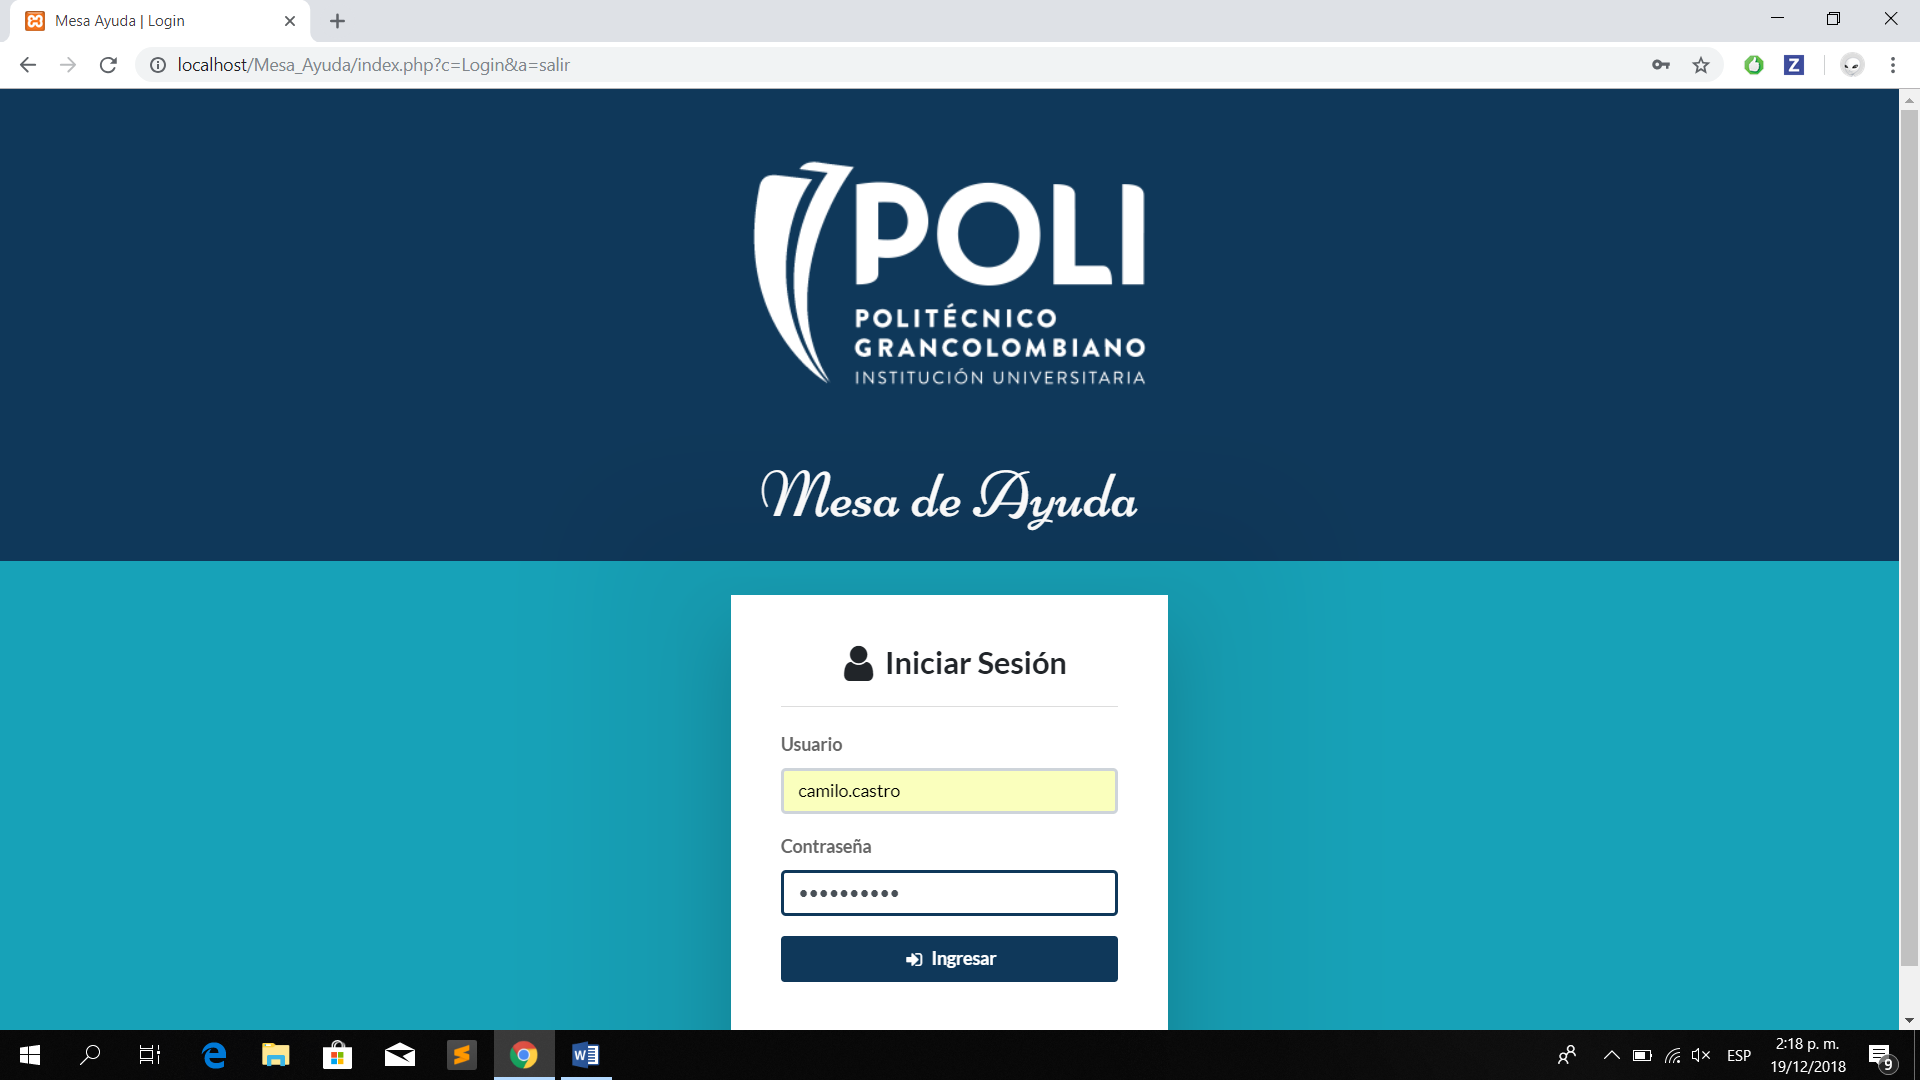 Mesa Ayuda | Login
localhost/Mesa_Ayuda/index.php?c=Login&a=salir
Z
POLI
POLITÉCNICO
GRANCOLOMBIANO
INSTITUCIÓN UNIVERSITARIA
Mesa de Ayuda
Iniciar Sesión
Usuario
camilo.castro
Contraseña
Ingresar
ESP
2:18 p. m.
19/12/2018
9